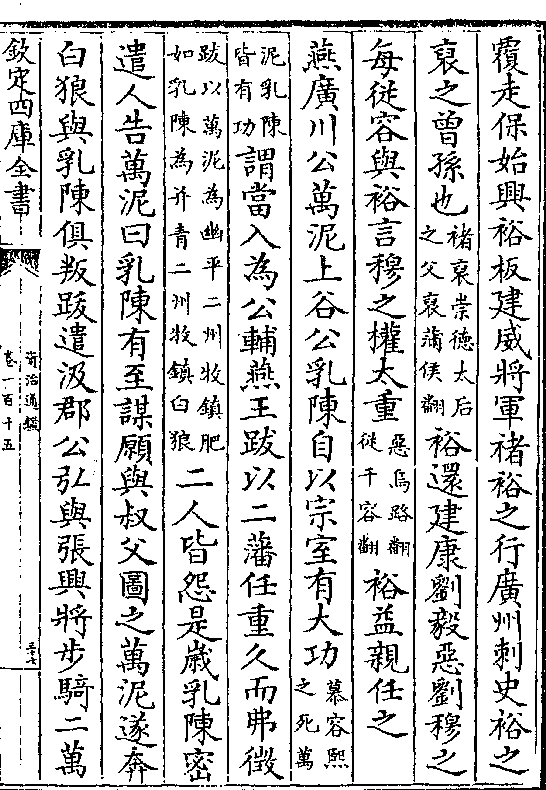 覆走保始興裕板建威將軍褚裕之行廣州刺史裕之
裒之曾孫也褚裒崇德太后之父裒蒲侯翻裕還建康劉毅惡劉穆之
每從容與裕言穆之權太重惡烏路翻從千容翻裕益親任之
燕廣川公萬泥上谷公乳陳自以宗室有大功慕容熙之死萬
泥乳陳皆有功謂當入為公輔燕王跋以二藩任重久而弗徵
跋以萬泥為幽平二州牧鎮肥如乳陳為并青二州牧鎮白狼二人皆怨是歲乳陳密
遣人告萬泥曰乳陳有至謀願與叔父圖之萬泥遂奔
白狼與乳陳俱叛跋遣汲郡公弘與張興將步騎二萬
欽定四庫全書
資治通鑑
卷一百十五
三十七